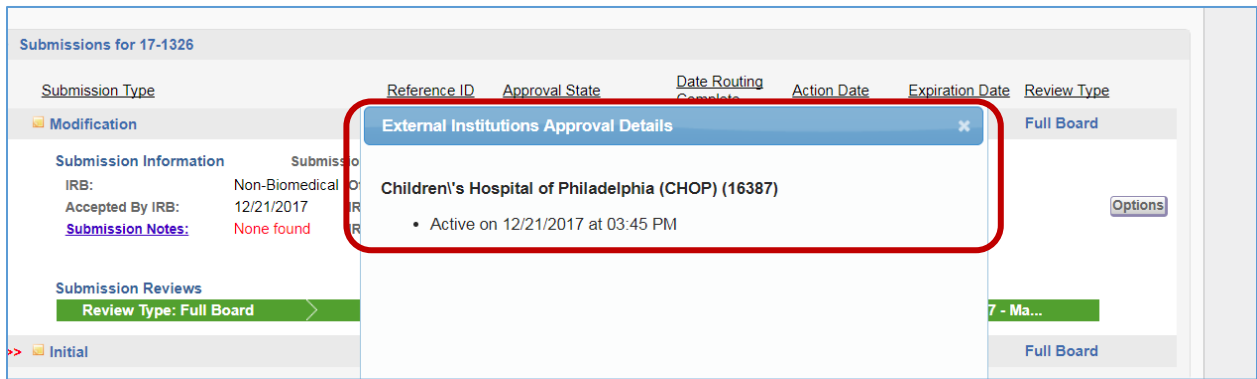 Submissions for 17-1326
Submission Type Reference ID Approval State Date Routing Action Date Expiration Date Review Type
Modification External Institutions Approval Details × Full Board
Submission Information
Children\'s Hospital of Philadelphia (CHOP) (16387)
IRB: Non-Biomedical
Accepted By IRB: 12/21/2017 Options
Submission Notes: None found • Active on 12/21/2017 at 03:45 PM
Submission Reviews
Review Type: Full Board 7 - Ma...
>> Initial Full Board